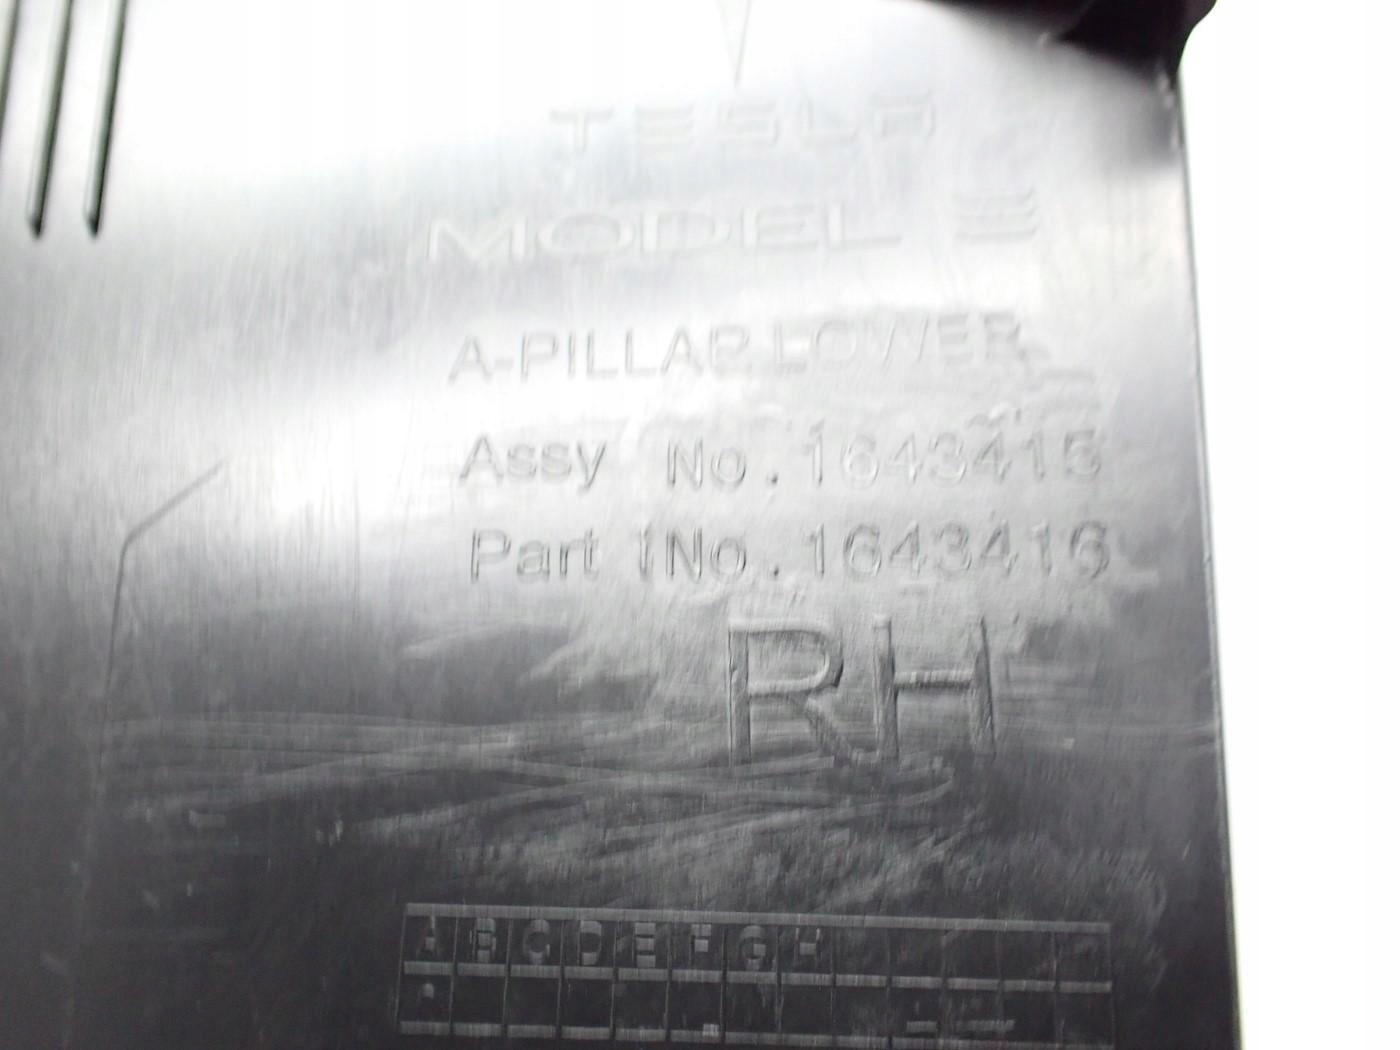 TESLA
MODEL 3
A-PILLAR LOWER
Assy No.1643415
Part No.1643416
RH
A B C D E F G H